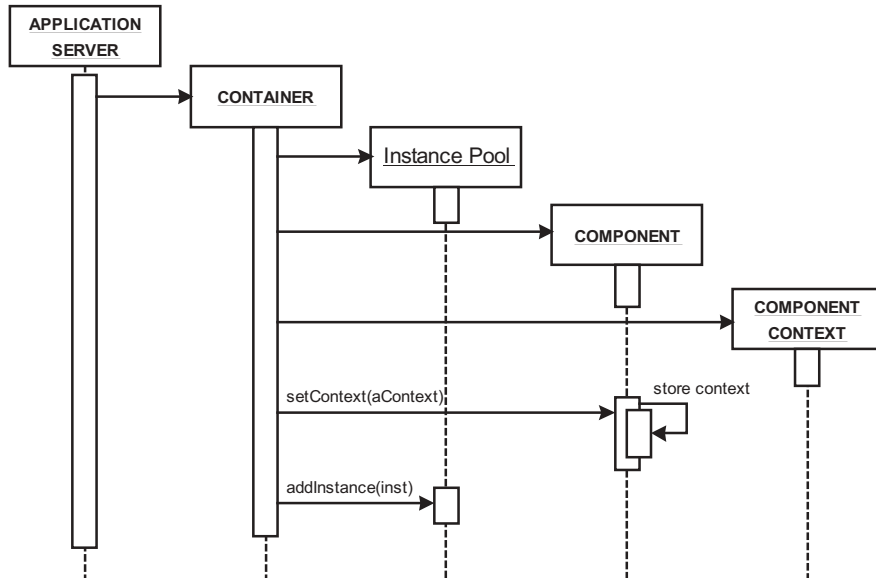 APPLICATION
SERVER
CONTAINER
Instance Pool
COMPONENT
COMPONENT
CONTEXT
store context
setContext(aContext)
addInstance(inst)